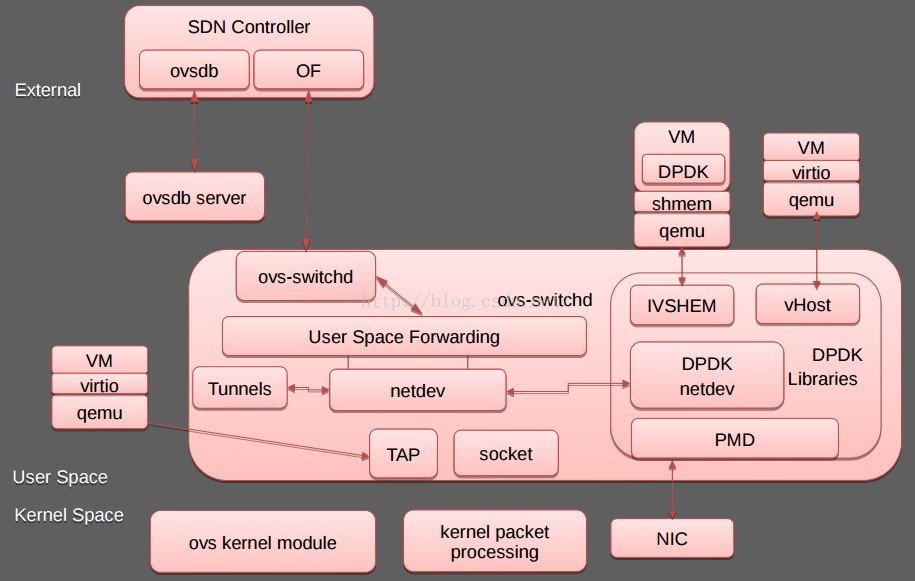 SDN Controller
ovsdb
OF
External
VM
DPDK
shmem
qemu
VM
virtio
qemu
ovsdb server
ovs-switchd
ovs-switchd
IVSHEM
vHost
User Space Forwarding
DPDK
netdev
DPDK
Libraries
VM
virtio
qemu
Tunnels
netdev
TAP
socket
PMD
User Space
Kernel Space
ovs kernel module
kernel packet
processing
NIC
http://blog.cs